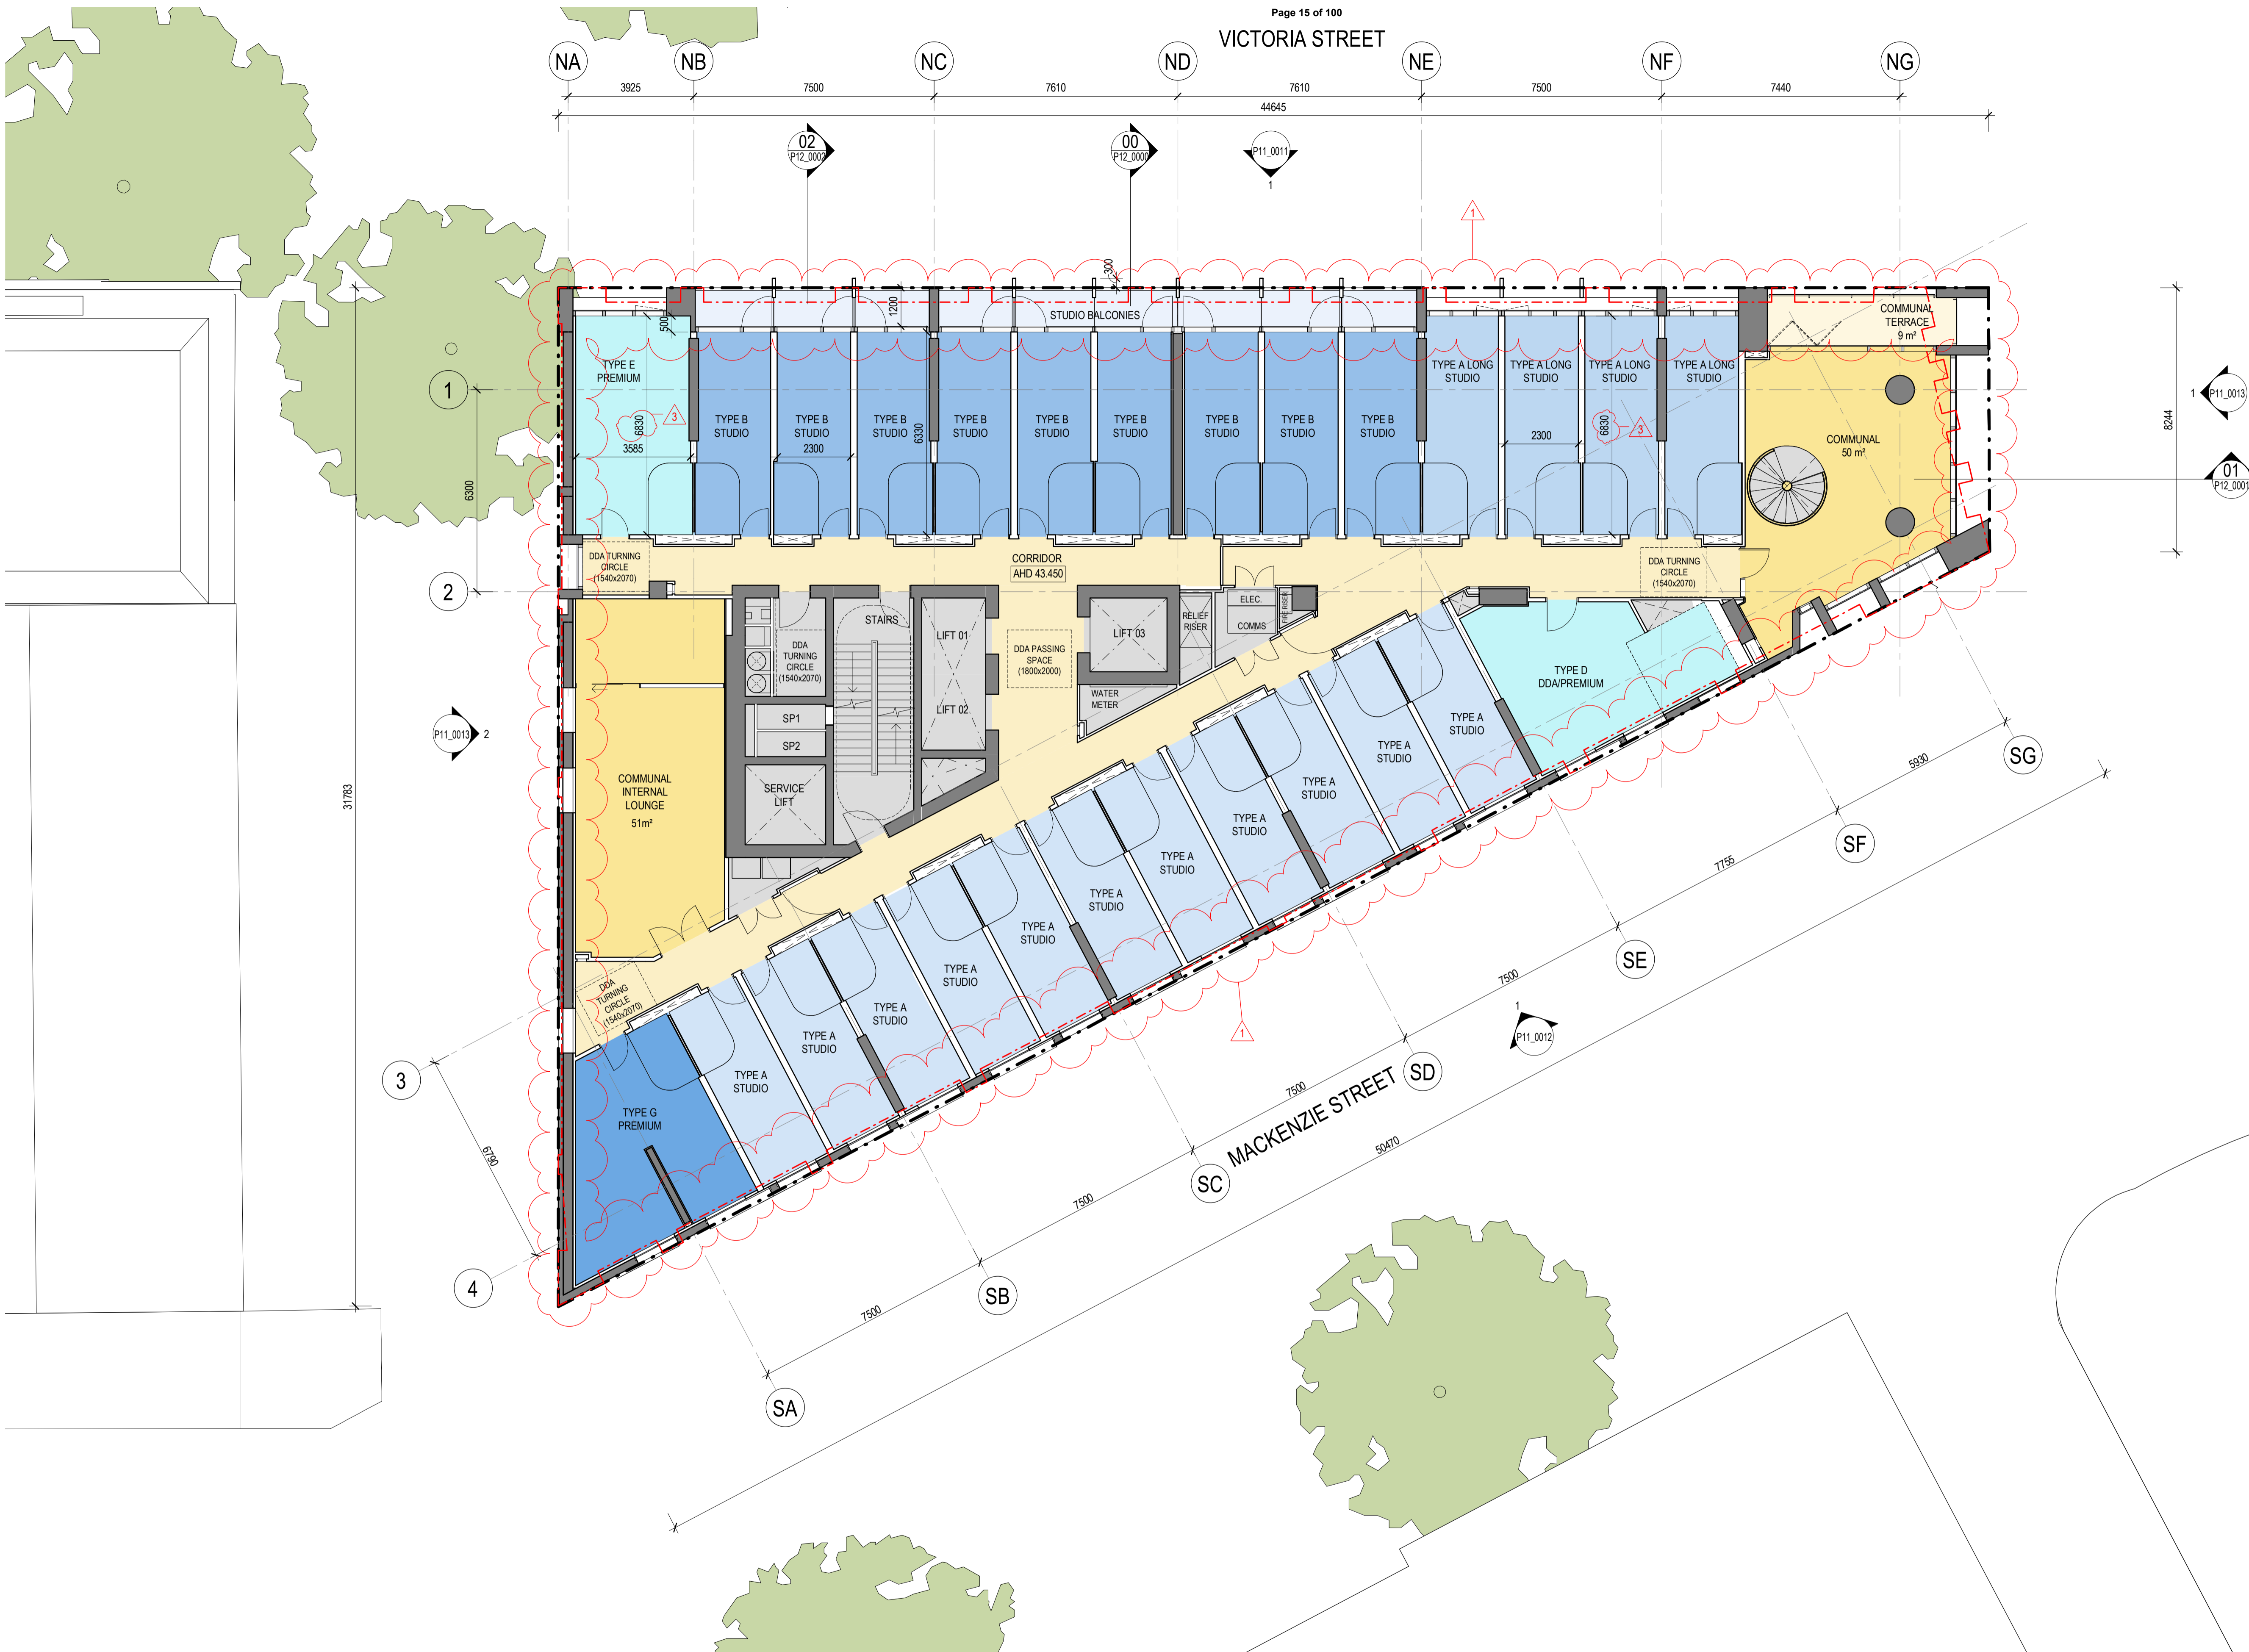 Page 15 of 100
VICTORIA STREET
NA
NB
NC
ND
NE
NF
NG
3925
7500
7610
7610
7500
7440
44645
02
P12_0002
00
P12_0000
P11_0011
1
1
300
1200
500
STUDIO BALCONIES
COMMUNAL
TERRACE
9 m²
TYPE E
PREMIUM
6830
3
3585
TYPE B
STUDIO
TYPE B
STUDIO
2300
TYPE B
STUDIO
6330
TYPE B
STUDIO
TYPE B
STUDIO
TYPE B
STUDIO
TYPE B
STUDIO
TYPE B
STUDIO
TYPE B
STUDIO
TYPE A LONG
STUDIO
TYPE A LONG
STUDIO
TYPE A LONG
STUDIO
TYPE A LONG
STUDIO
2300
6830
3
COMMUNAL
50 m²
1
P11_0013
8244
01
P12_0001
1
6300
2
DDA TURNING
CIRCLE
(1540x2070)
CORRIDOR
AHD 43.450
DDA TURNING
CIRCLE
(1540x2070)
STAIRS
DDA
TURNING
CIRCLE
(1540x2070)
LIFT 01
LIFT 02
DDA PASSING
SPACE
(1800x2000)
LIFT 03
RELIEF
RISER
ELEC.
COMMS
FIRE RISER
WATER
METER
SP1
SP2
SERVICE
LIFT
TYPE D
DDA/PREMIUM
P11_0013
2
31783
COMMUNAL
INTERNAL
LOUNGE
51m²
TYPE A
STUDIO
TYPE A
STUDIO
TYPE A
STUDIO
TYPE A
STUDIO
TYPE A
STUDIO
TYPE A
STUDIO
TYPE A
STUDIO
TYPE A
STUDIO
TYPE A
STUDIO
TYPE A
STUDIO
TYPE A
STUDIO
DDA
TURNING
CIRCLE
(1540x2070)
TYPE G
PREMIUM
3
6790
4
1
1
P11_0012
MACKENZIE STREET
SG
5930
SF
7755
SE
7500
SD
7500
SC
7500
SB
7500
SA
50470